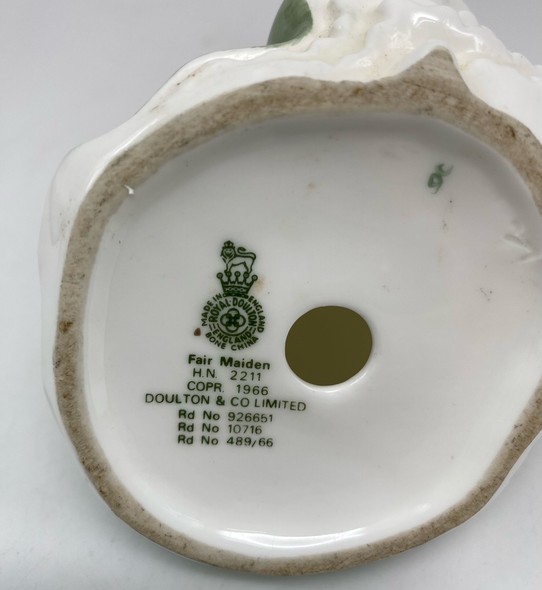 MADE IN ENGLAND
ROYAL DOULTON
ENGLAND
BONE CHINA
Fair Maiden
H.N. 2211
COPR. 1966
DOULTON & CO LIMITED
Rd No 926651
Rd No 10716
Rd No 489/66